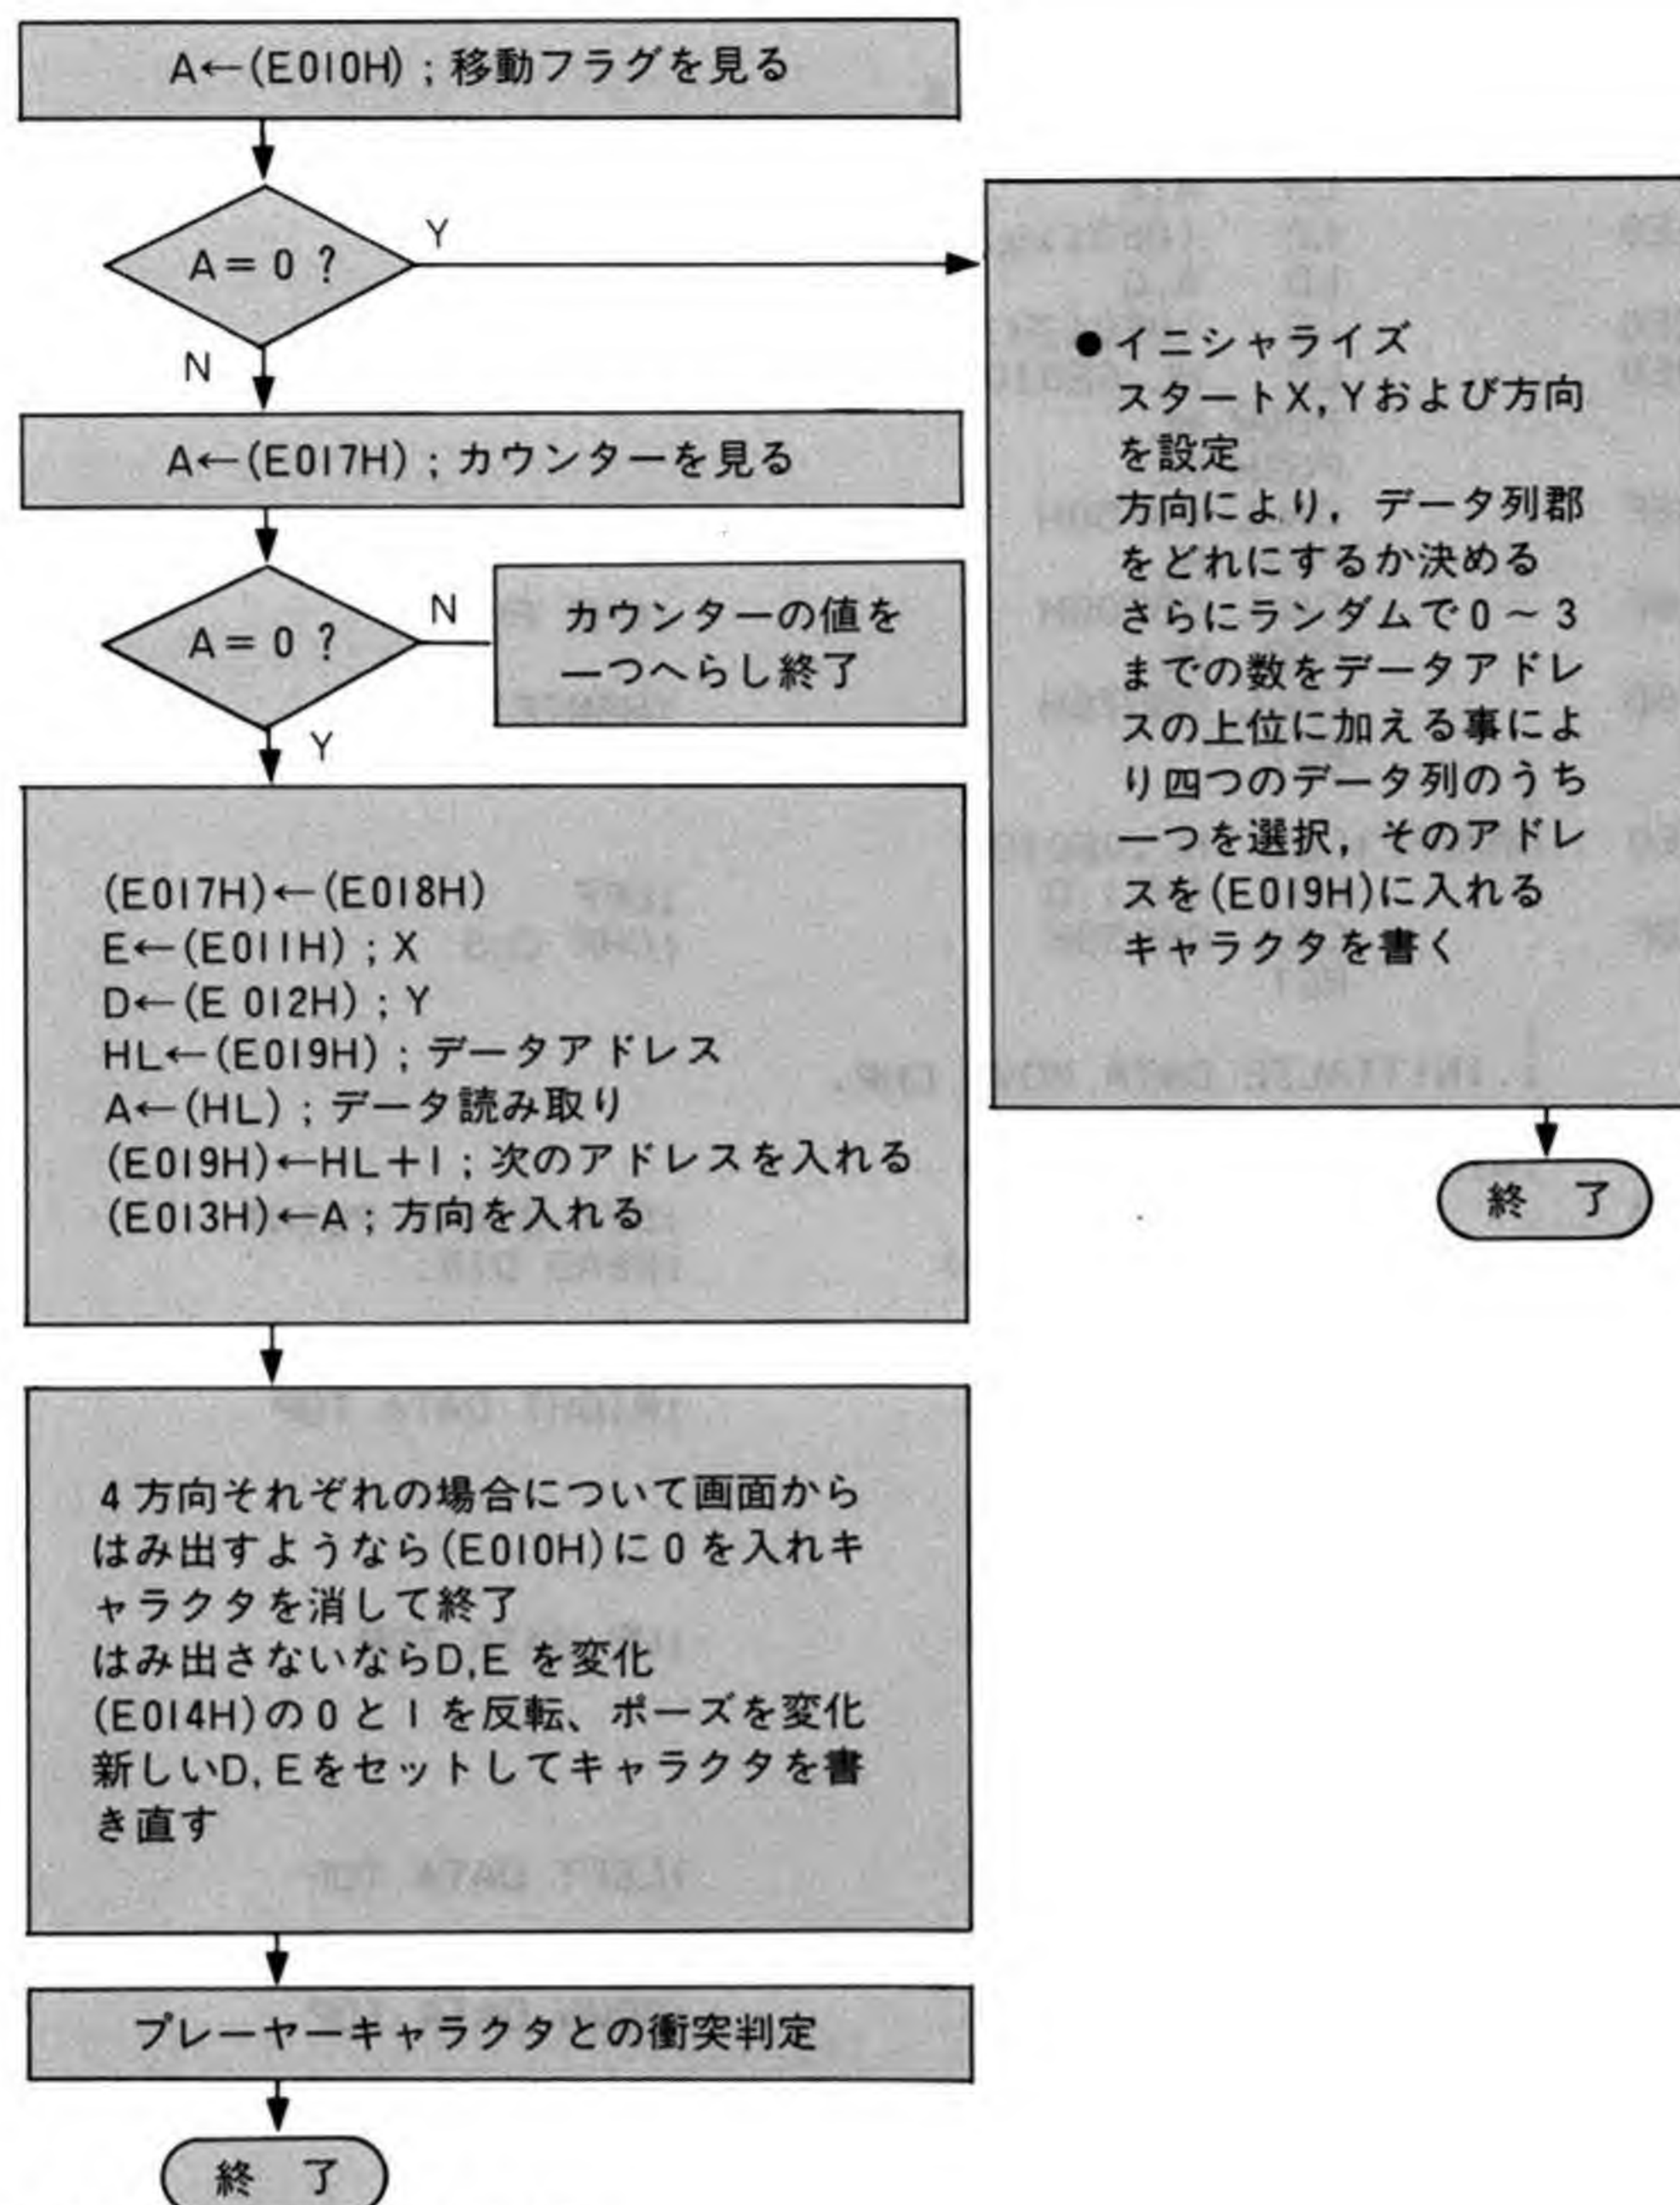 A←(E010H) ; 移動フラグを見る
A = 0 ?
Y
N
A←(E017H) ; カウンターを見る
A = 0 ?
N
カウンターの値を
一つへらし終了
Y
(E017H)←(E018H)
E←(E011H) ; X
D←(E 012H) ; Y
HL←(E019H) ; データアドレス
A←(HL) ; データ読み取り
(E019H)←HL+1 ; 次のアドレスを入れる
(E013H)←A ; 方向を入れる
4方向それぞれの場合について画面から
はみ出すようなら(E010H)に0を入れキ
ャラクタを消して終了
はみ出さないならD,E を変化
(E014H)の0と1を反転、ポーズを変化
新しいD, Eをセットしてキャラクタを書
き直す
プレーヤーキャラクタとの衝突判定
終 了
●イニシャライズ
スタートX, Yおよび方向
を設定
方向により，データ列郡
をどれにするか決める
さらにランダムで0～3
までの数をデータアドレ
スの上位に加える事によ
り四つのデータ列のうち
一つを選択，そのアドレ
スを(E019H)に入れる
キャラクタを書く
終 了